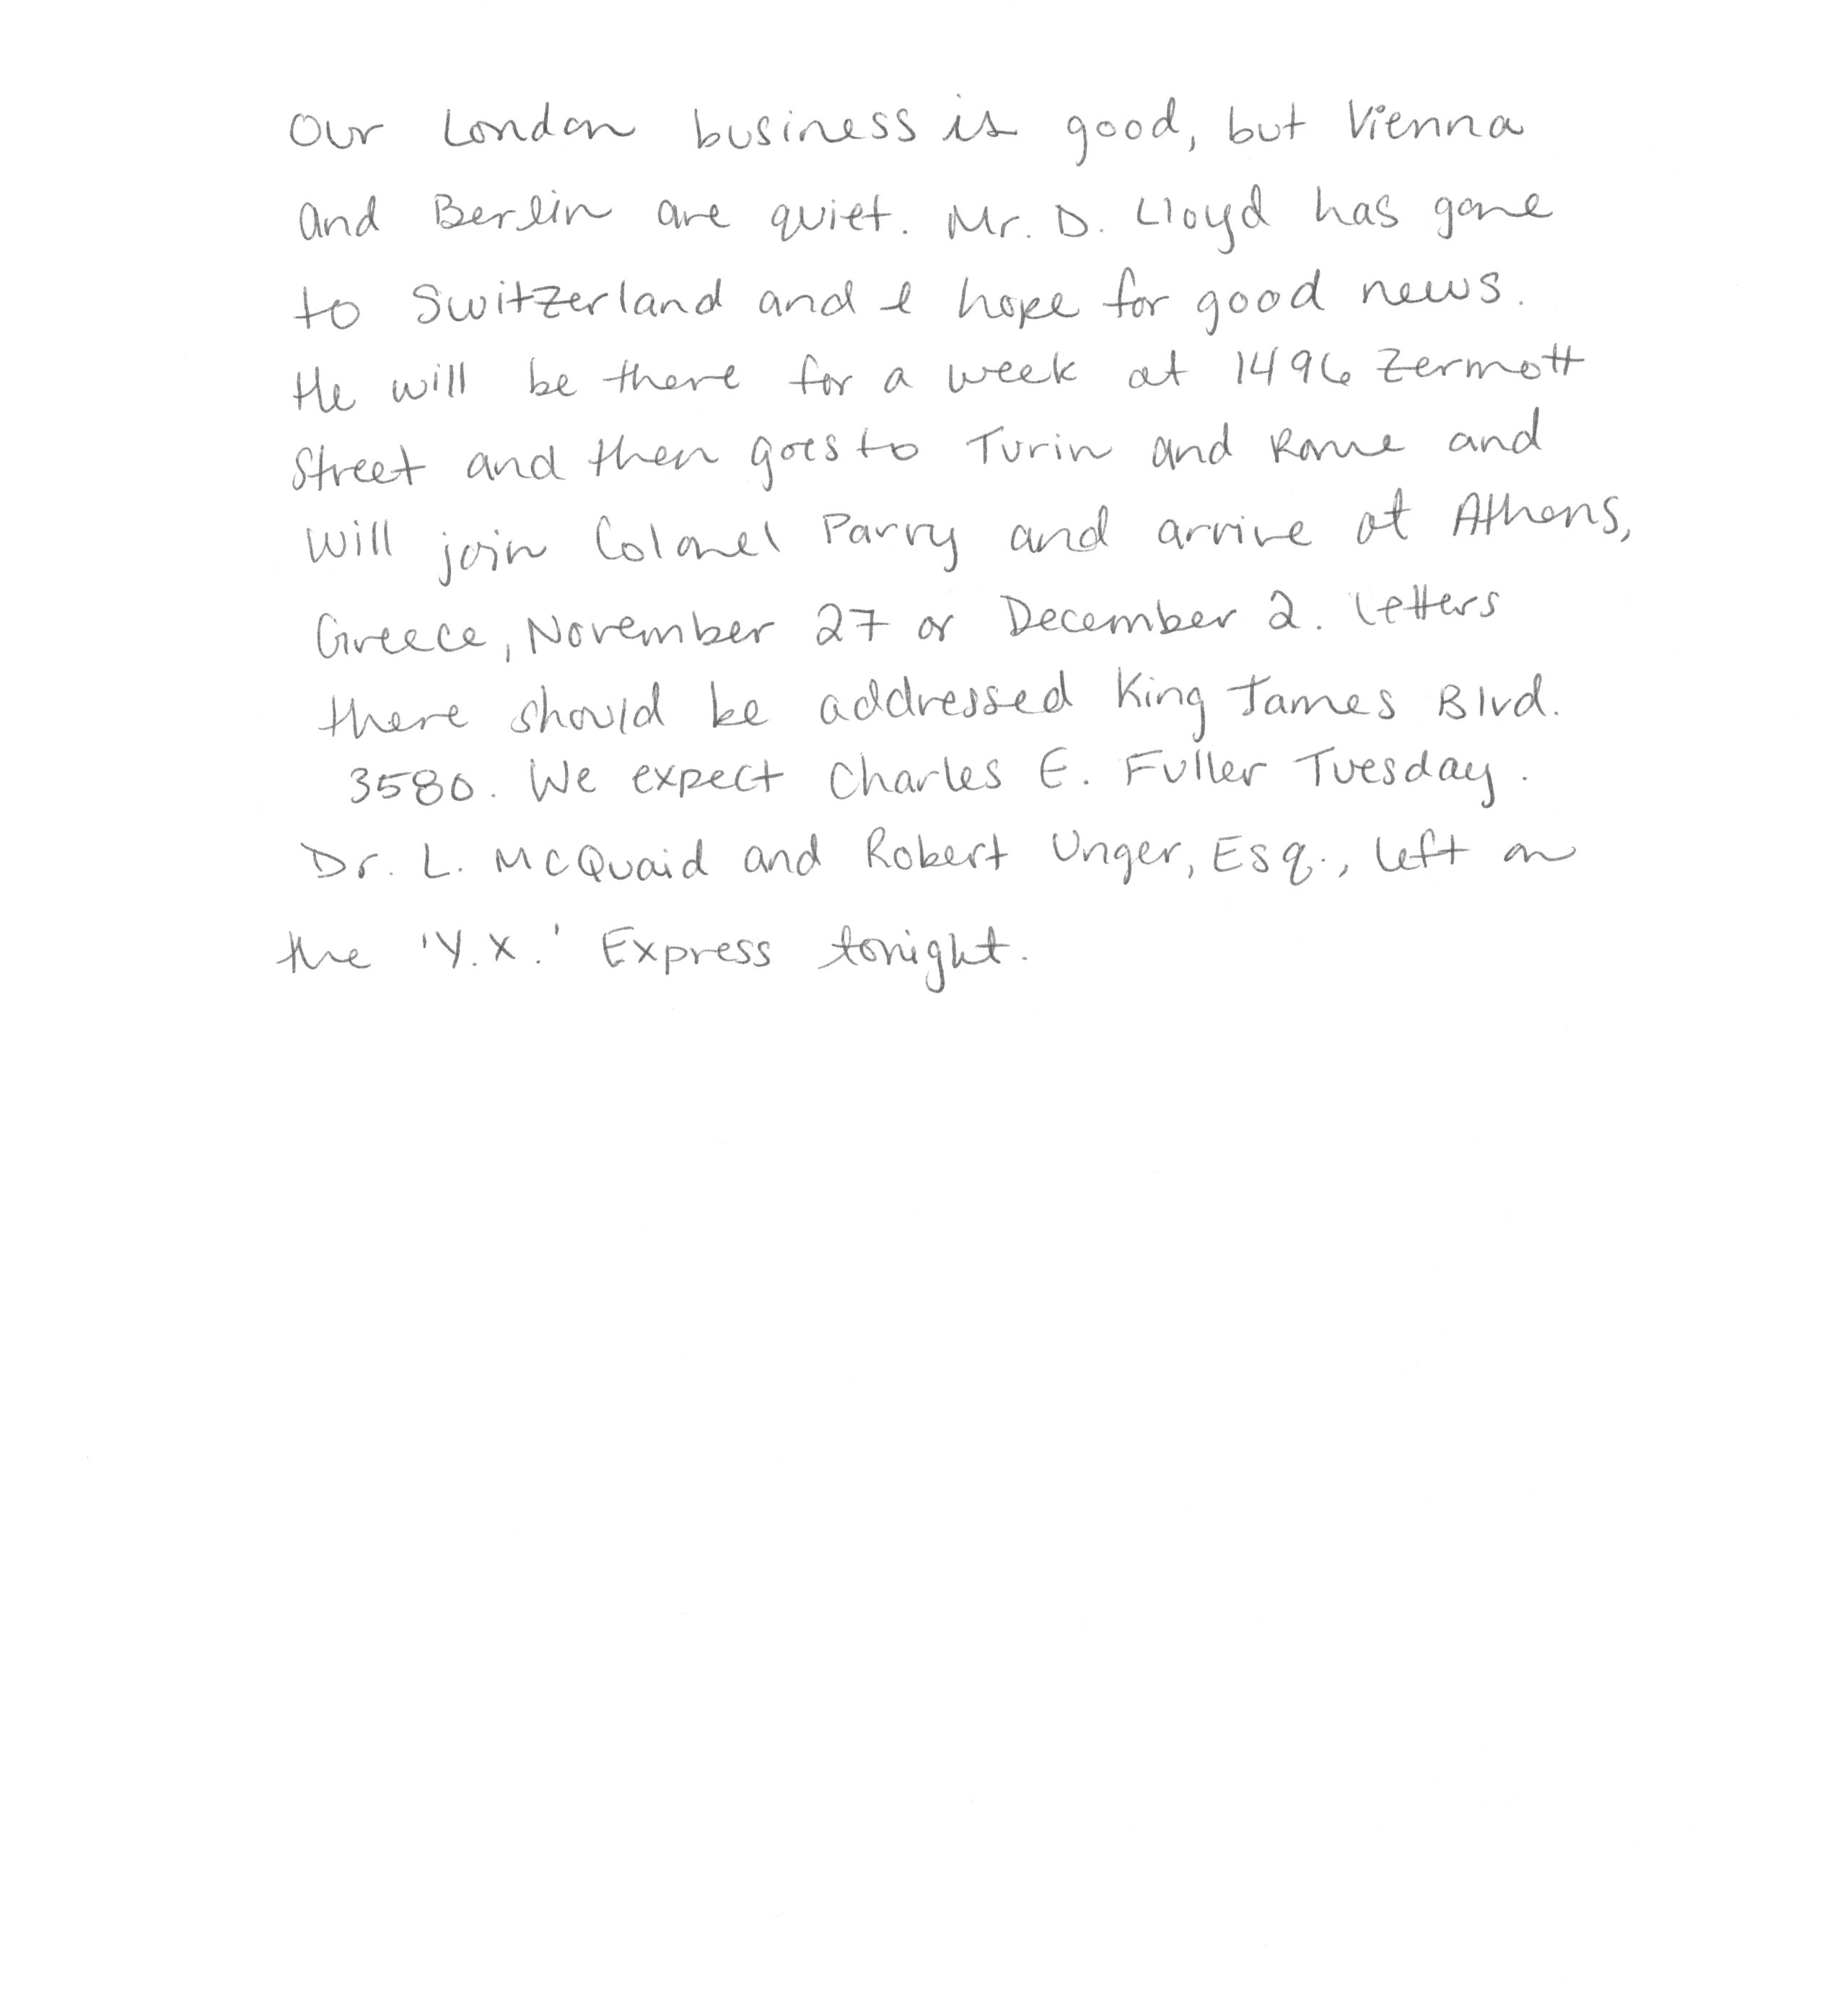 Our London business is good, but Vienna
and Berlin are quiet. Mr. D. Lloyd has gone
to Switzerland and I hope for good news.
He will be there for a week at 1496 Zermott
Street and then goes to Turin and Rome and
will join Colonel Parry and arrive at Athens,
Greece, November 27 or December 2. Letters
there should be addressed King James Blvd.
3580. We expect Charles E. Fuller Tuesday.
Dr. L. McQuaid and Robert Unger, Esq., left on
the 'Y.X.' Express tonight.